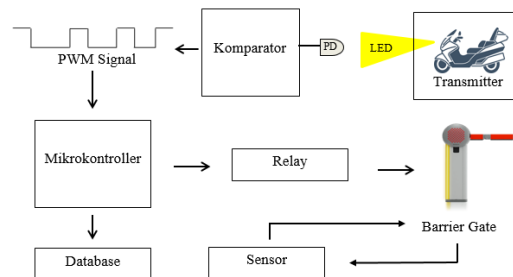 Komparator
PD
LED
Transmitter
PWM Signal
Mikrokontroller
Relay
Barrier Gate
Database
Sensor